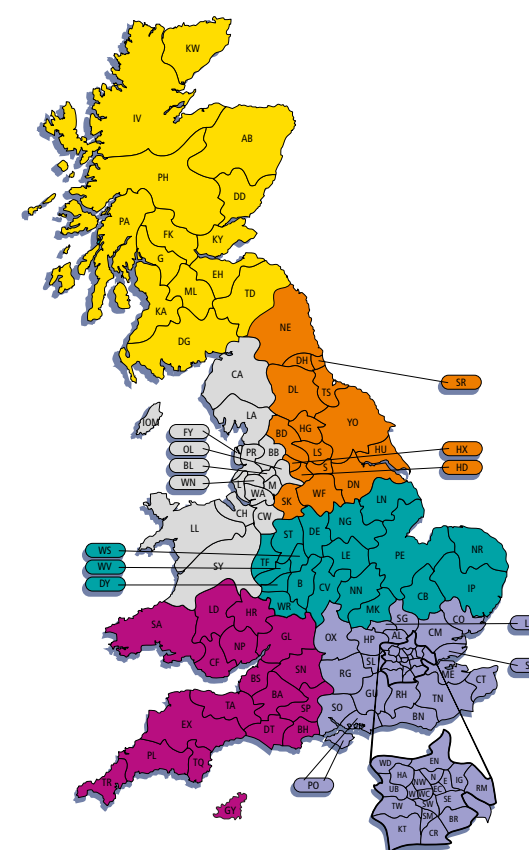 KW
IV
AB
PH
DD
PA
FK
KY
G
EH
ML
TD
KA
DG
NE
DH
SR
CA
DL
TS
LA
IOM
YO
HG
BD
FY
OL
BL
WN
PR
BB
LS
HU
HX
HD
S
L
M
WA
DN
WF
SK
LN
CH
CW
LL
ST
DE
NG
NR
WS
WV
DY
TF
LE
PE
SY
B
CV
NN
CB
IP
WR
MK
CO
LD
HR
SA
SG
L
OX
HP
AL
CM
GL
NP
CF
SL
S
ME
CT
RG
SN
BS
BA
GU
RH
TN
TA
SP
SO
BN
EX
DT
BH
PL
TQ
TR
PO
GY
WD
EN
HA
NW
N
E
IG
RM
UB
W
WC
EC
SE
TW
SW
SM
BR
KT
CR